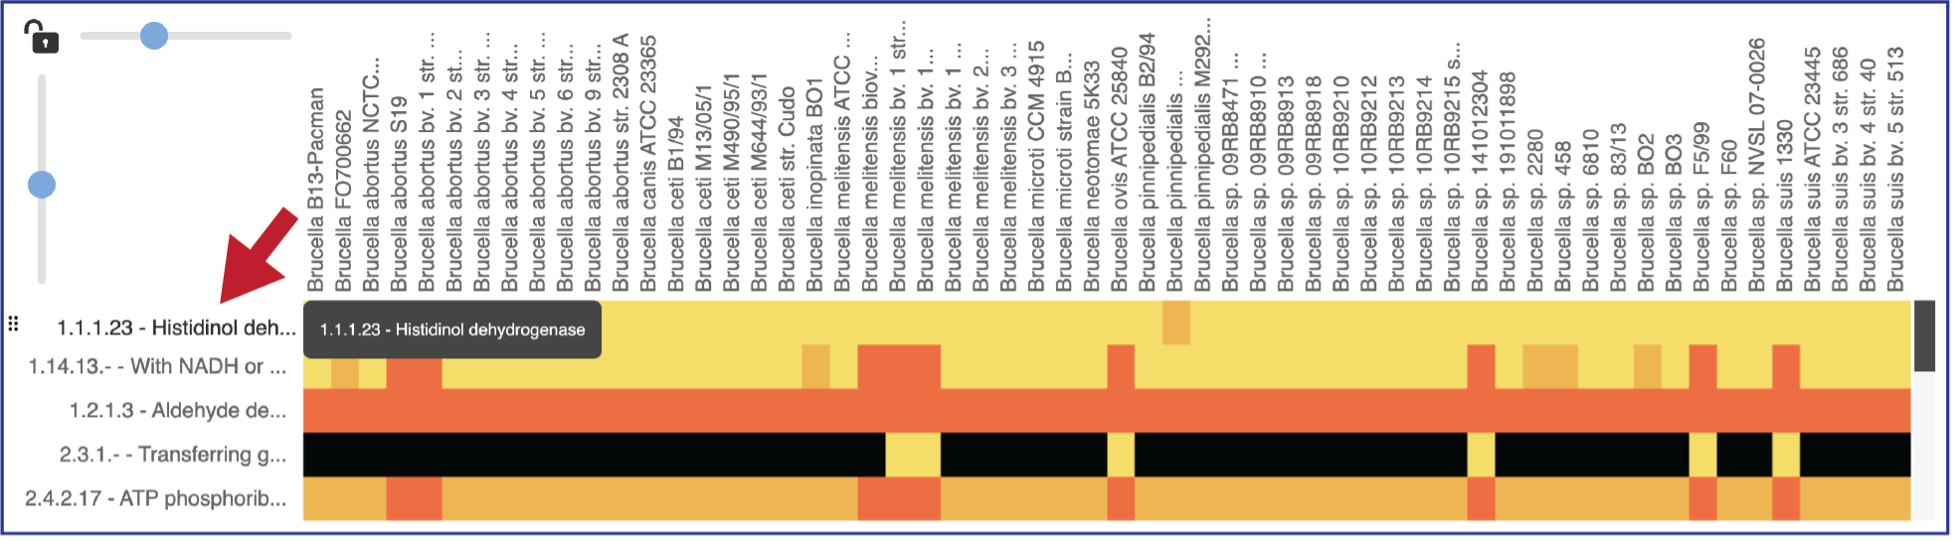 Brucella B13-Pacman
Brucella FO700662
Brucella abortus NCTC...
Brucella abortus S19
Brucella abortus bv. 1 str. ...
Brucella abortus bv. 2 st...
Brucella abortus bv. 3 str. ...
Brucella abortus bv. 4 str...
Brucella abortus bv. 5 str. ...
Brucella abortus bv. 6 str...
Brucella abortus bv. 9 str...
Brucella abortus str. 2308 A
Brucella canis ATCC 23365
Brucella ceti B1/94
Brucella ceti M13/05/1
Brucella ceti M490/95/1
Brucella ceti M644/93/1
Brucella ceti str. Cudo
Brucella inopinata BO1
Brucella melitensis ATCC ...
Brucella melitensis biov...
Brucella melitensis bv. 1 str...
Brucella melitensis bv. 1...
Brucella melitensis bv. 1 ...
Brucella melitensis bv. 2...
Brucella melitensis bv. 3 ...
Brucella microti CCM 4915
Brucella microti strain B...
Brucella neotomae 5K33
Brucella ovis ATCC 25840
Brucella pinnipedialis B2/94
Brucella pinnipedialis ...
Brucella pinnipedialis M292...
Brucella sp. 09RB8471 ...
Brucella sp. 09RB8910 ...
Brucella sp. 09RB8913
Brucella sp. 09RB8918
Brucella sp. 10RB9210
Brucella sp. 10RB9212
Brucella sp. 10RB9213
Brucella sp. 10RB9214
Brucella sp. 10RB9215 s...
Brucella sp. 141012304
Brucella sp. 191011898
Brucella sp. 2280
Brucella sp. 458
Brucella sp. 6810
Brucella sp. 83/13
Brucella sp. BO2
Brucella sp. BO3
Brucella sp. F5/99
Brucella sp. F60
Brucella sp. NVSL 07-0026
Brucella suis 1330
Brucella suis ATCC 23445
Brucella suis bv. 3 str. 686
Brucella suis bv. 4 str. 40
Brucella suis bv. 5 str. 513
1.1.1.23 - Histidinol deh...
1.1.1.23 - Histidinol dehydrogenase
1.14.13.- - With NADH or ...
1.2.1.3 - Aldehyde de...
2.3.1.- - Transferring g...
2.4.2.17 - ATP phosphorib...